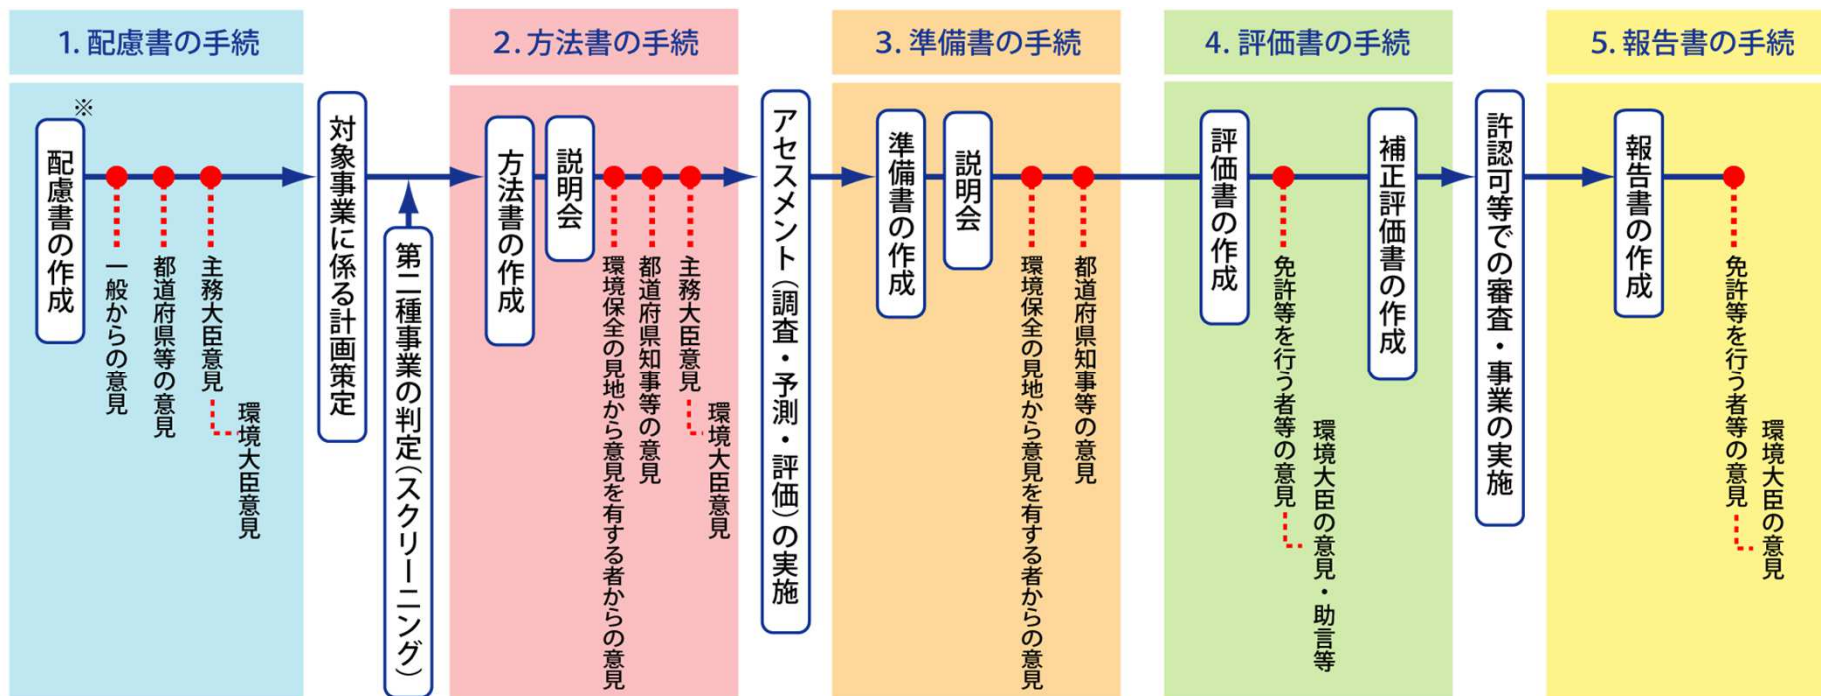 1. 配慮書の手続
※
配慮書の作成
一般からの意見
都道府県等の意見
主務大臣意見
環境大臣意見
対象事業に係る計画策定
第二種事業の判定(スクリーニング)
2. 方法書の手続
方法書の作成
説明会
環境保全の見地から意見を有する者からの意見
都道府県知事等の意見
主務大臣意見
環境大臣意見
アセスメント(調査・予測・評価)の実施
3. 準備書の手続
準備書の作成
説明会
環境保全の見地から意見を有する者からの意見
都道府県知事等の意見
4. 評価書の手続
評価書の作成
免許等を行う者等の意見
環境大臣の意見・助言等
補正評価書の作成
許認可等での審査・事業の実施
5. 報告書の手続
報告書の作成
免許等を行う者等の意見
環境大臣の意見